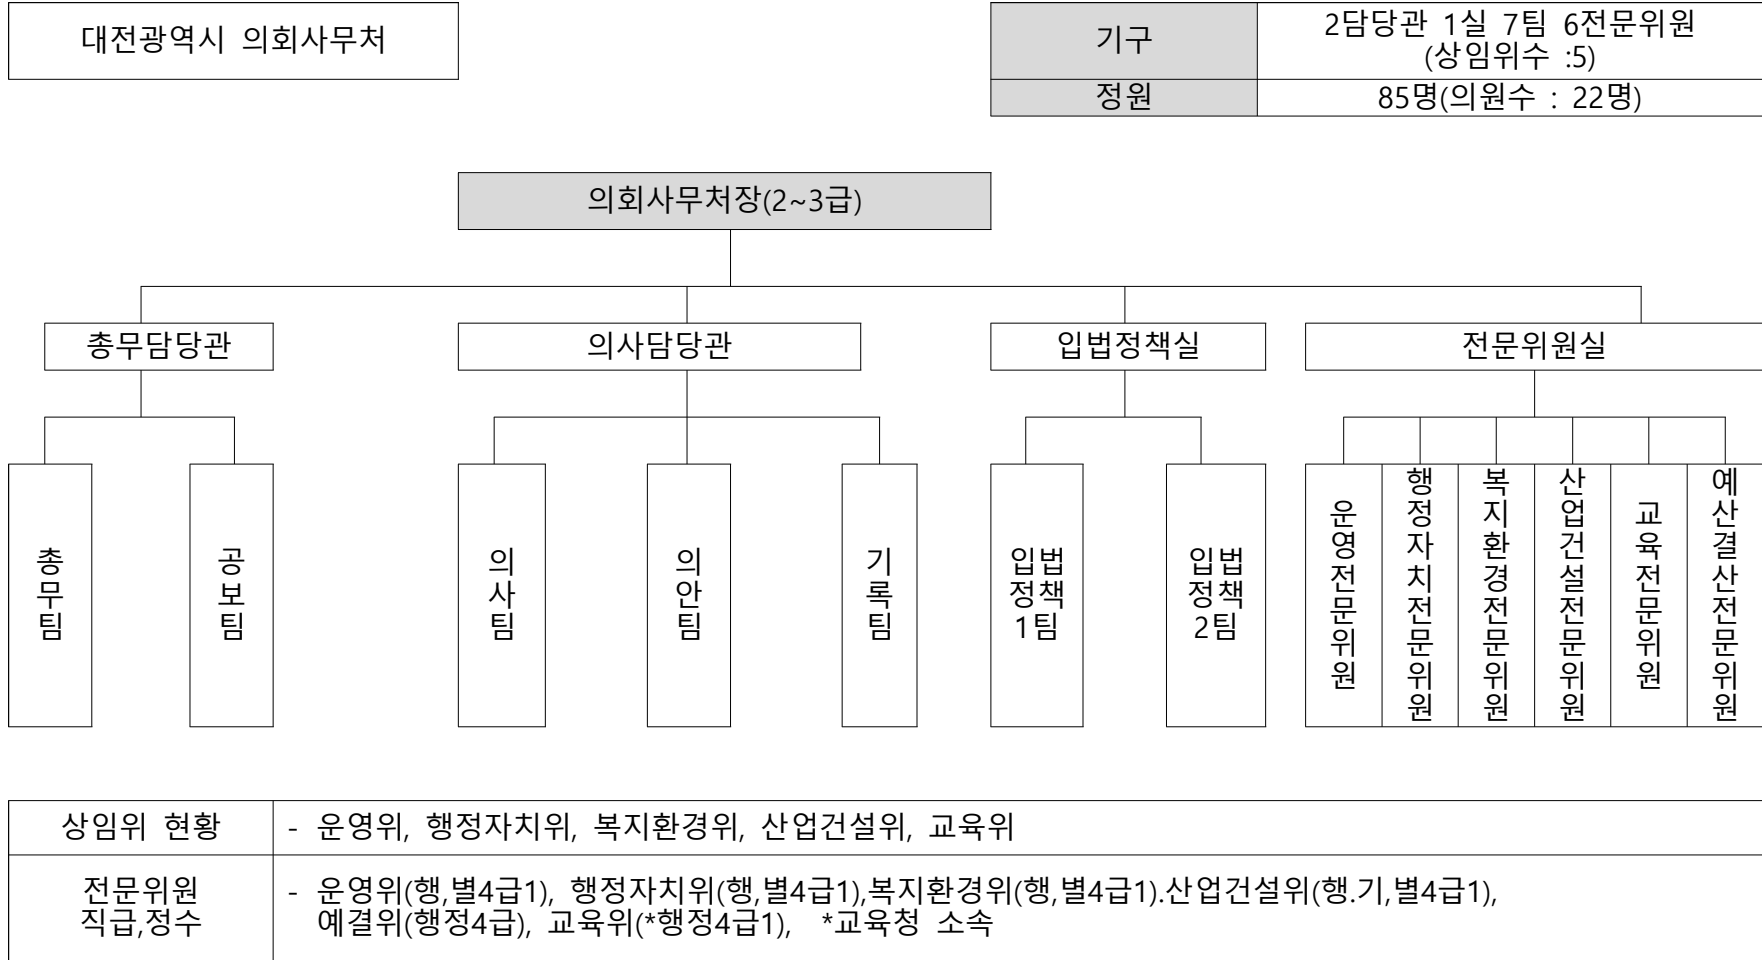 대전광역시 의회사무처
기구
2담당관 1실 7팀 6전문위원
(상임위수 :5)
정원
85명(의원수 : 22명)
의회사무처장(2~3급)
총무담당관
의사담당관
입법정책실
전문위원실
총무팀
공보팀
의사팀
의안팀
기록팀
입법
정책
1팀
입법
정책
2팀
운영전문위원
행정자치전문위원
복지환경전문위원
산업건설전문위원
교육전문위원
예산결산전문위원
상임위 현황
- 운영위, 행정자치위, 복지환경위, 산업건설위, 교육위
전문위원
직급,정수
- 운영위(행,별4급1), 행정자치위(행,별4급1),복지환경위(행,별4급1).산업건설위(행.기,별4급1),
예결위(행정4급), 교육위(*행정4급1), *교육청 소속